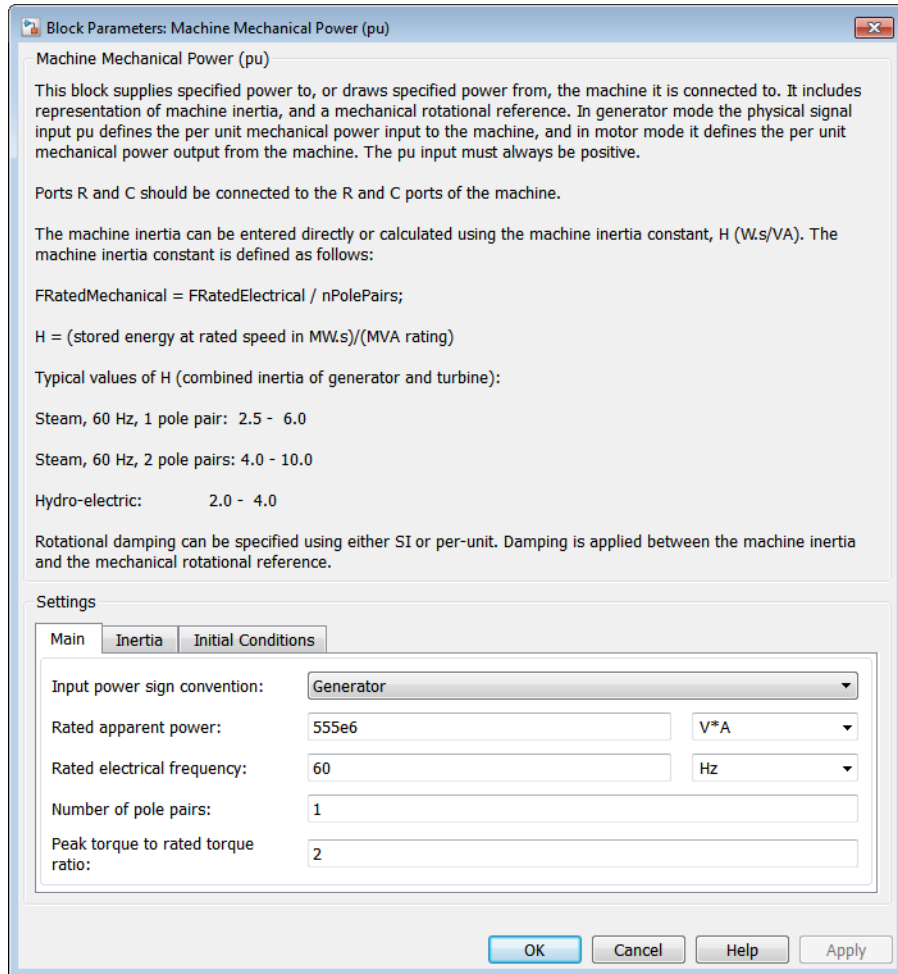 Block Parameters: Machine Mechanical Power (pu)
Machine Mechanical Power (pu)
This block supplies specified power to, or draws specified power from, the machine it is connected to. It includes
representation of machine inertia, and a mechanical rotational reference. In generator mode the physical signal
input pu defines the per unit mechanical power input to the machine, and in motor mode it defines the per unit
mechanical power output from the machine. The pu input must always be positive.
Ports R and C should be connected to the R and C ports of the machine.
The machine inertia can be entered directly or calculated using the machine inertia constant, H (W.s/VA). The
machine inertia constant is defined as follows:
FRatedMechanical = FRatedElectrical / nPolePairs;
H = (stored energy at rated speed in MW.s)/(MVA rating)
Typical values of H (combined inertia of generator and turbine):
Steam, 60 Hz, 1 pole pair: 2.5 - 6.0
Steam, 60 Hz, 2 pole pairs: 4.0 - 10.0
Hydro-electric: 2.0 - 4.0
Rotational damping can be specified using either SI or per-unit. Damping is applied between the machine inertia
and the mechanical rotational reference.
Settings
Main Inertia Initial Conditions
Input power sign convention: Generator
Rated apparent power: 555e6 V*A
Rated electrical frequency: 60 Hz
Number of pole pairs: 1
Peak torque to rated torque
ratio: 2
OK Cancel Help Apply